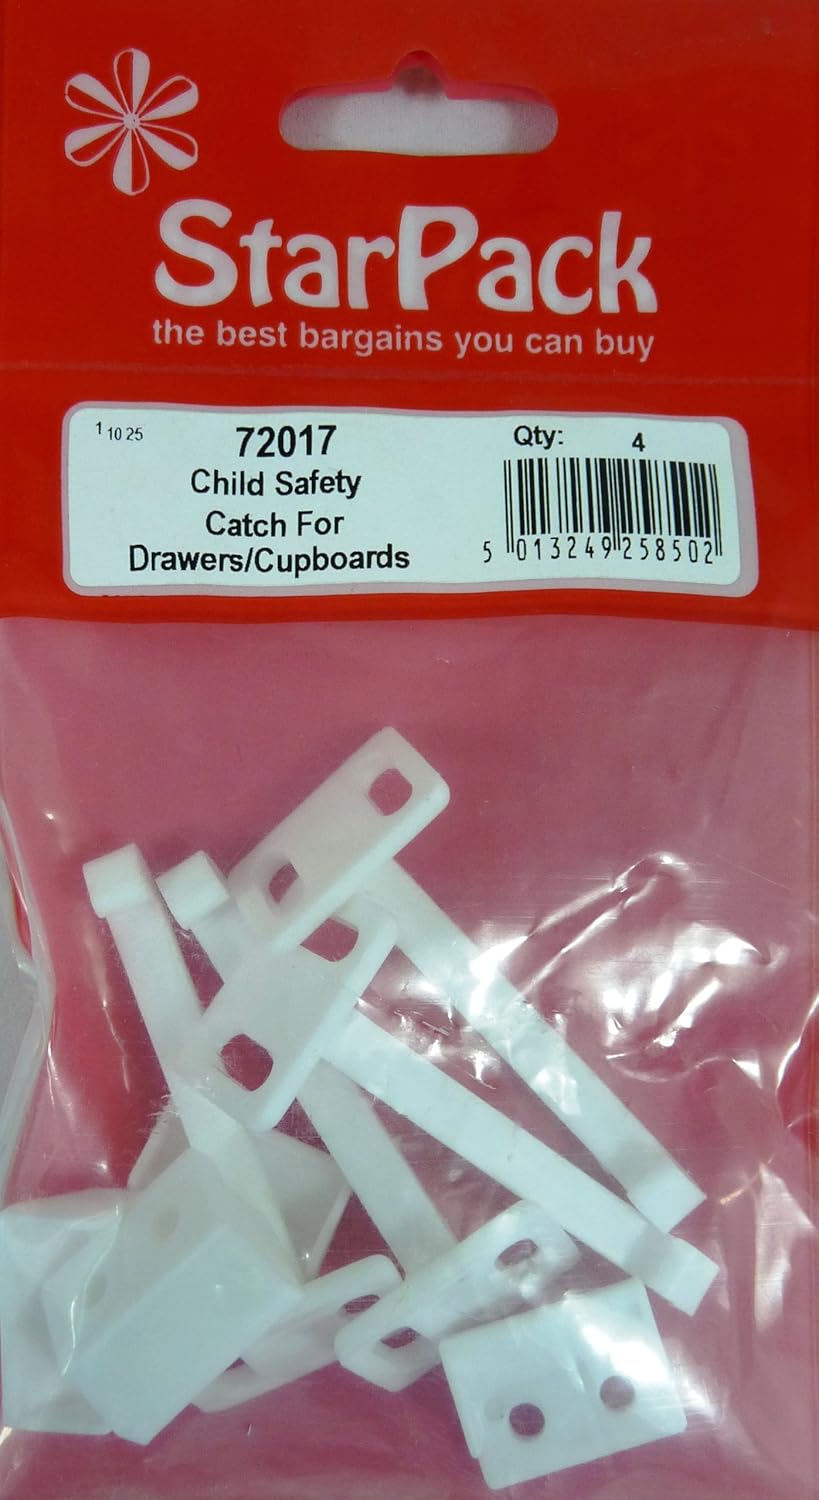 StarPack
the best bargains you can buy
1 10 25
72017
Qty: 4
Child Safety
Catch For
Drawers/Cupboards
5 013249 258502